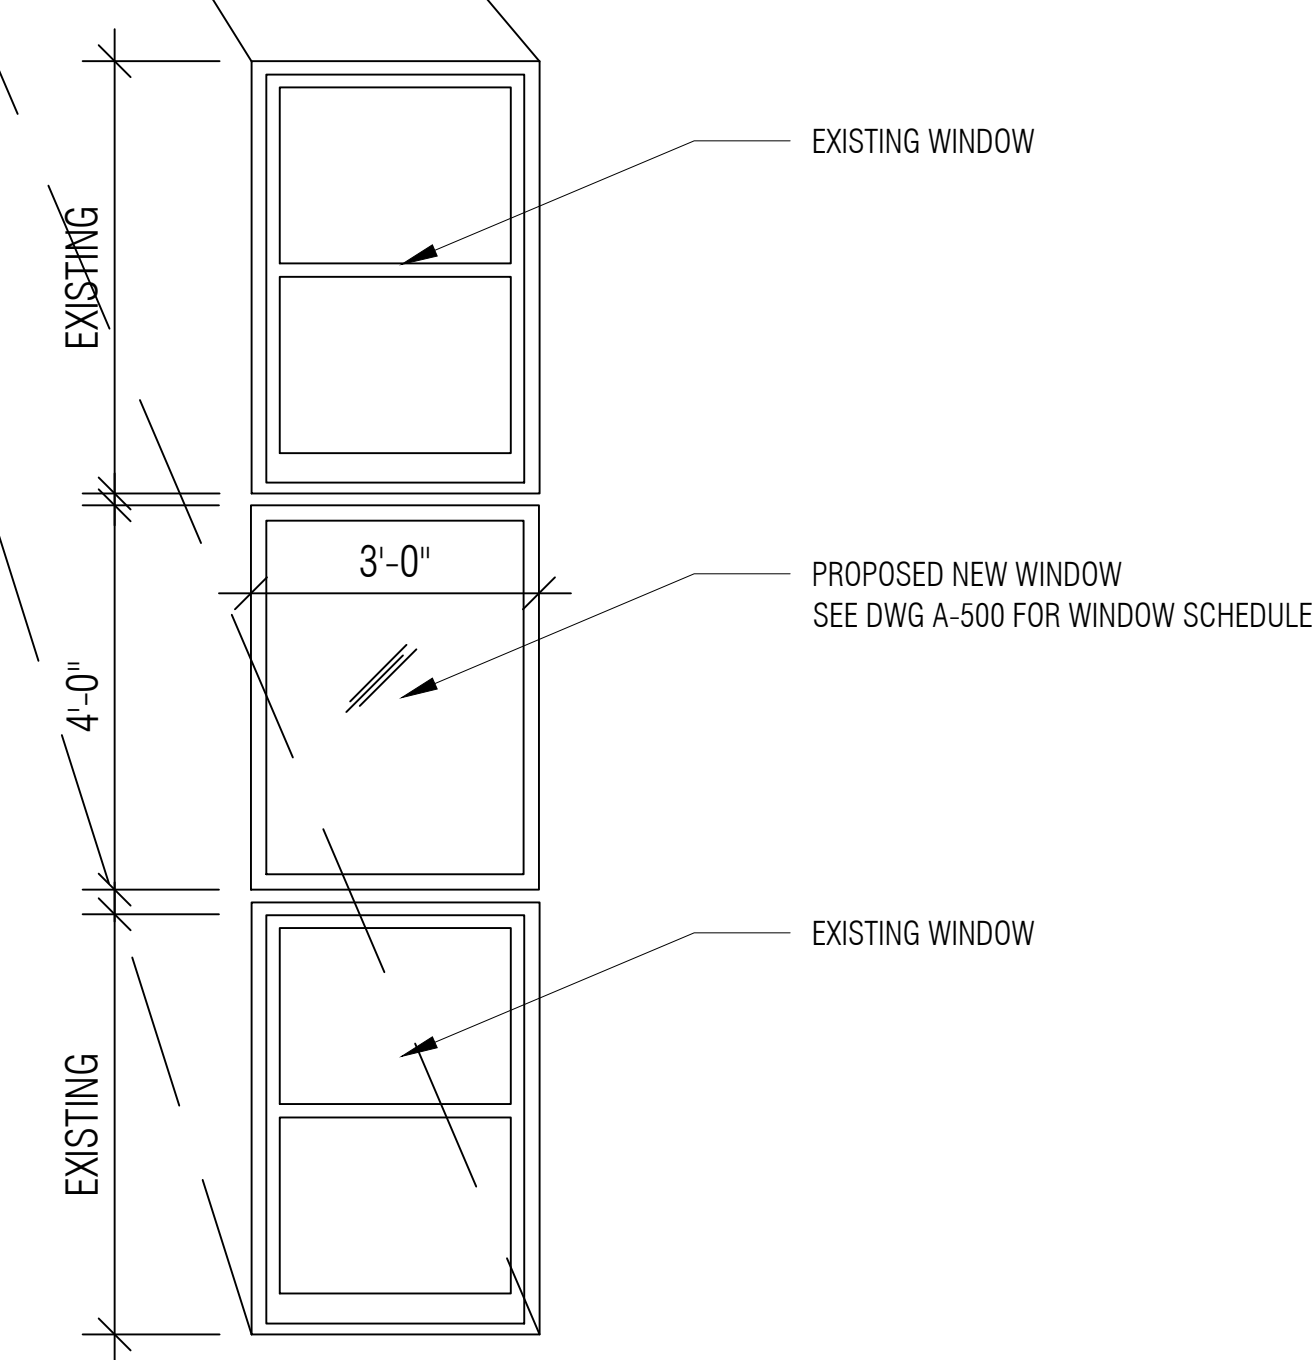 EXISTING WINDOW
EXISTING
3'-0"
PROPOSED NEW WINDOW
SEE DWG A-500 FOR WINDOW SCHEDULE
4'-0"
EXISTING WINDOW
EXISTING